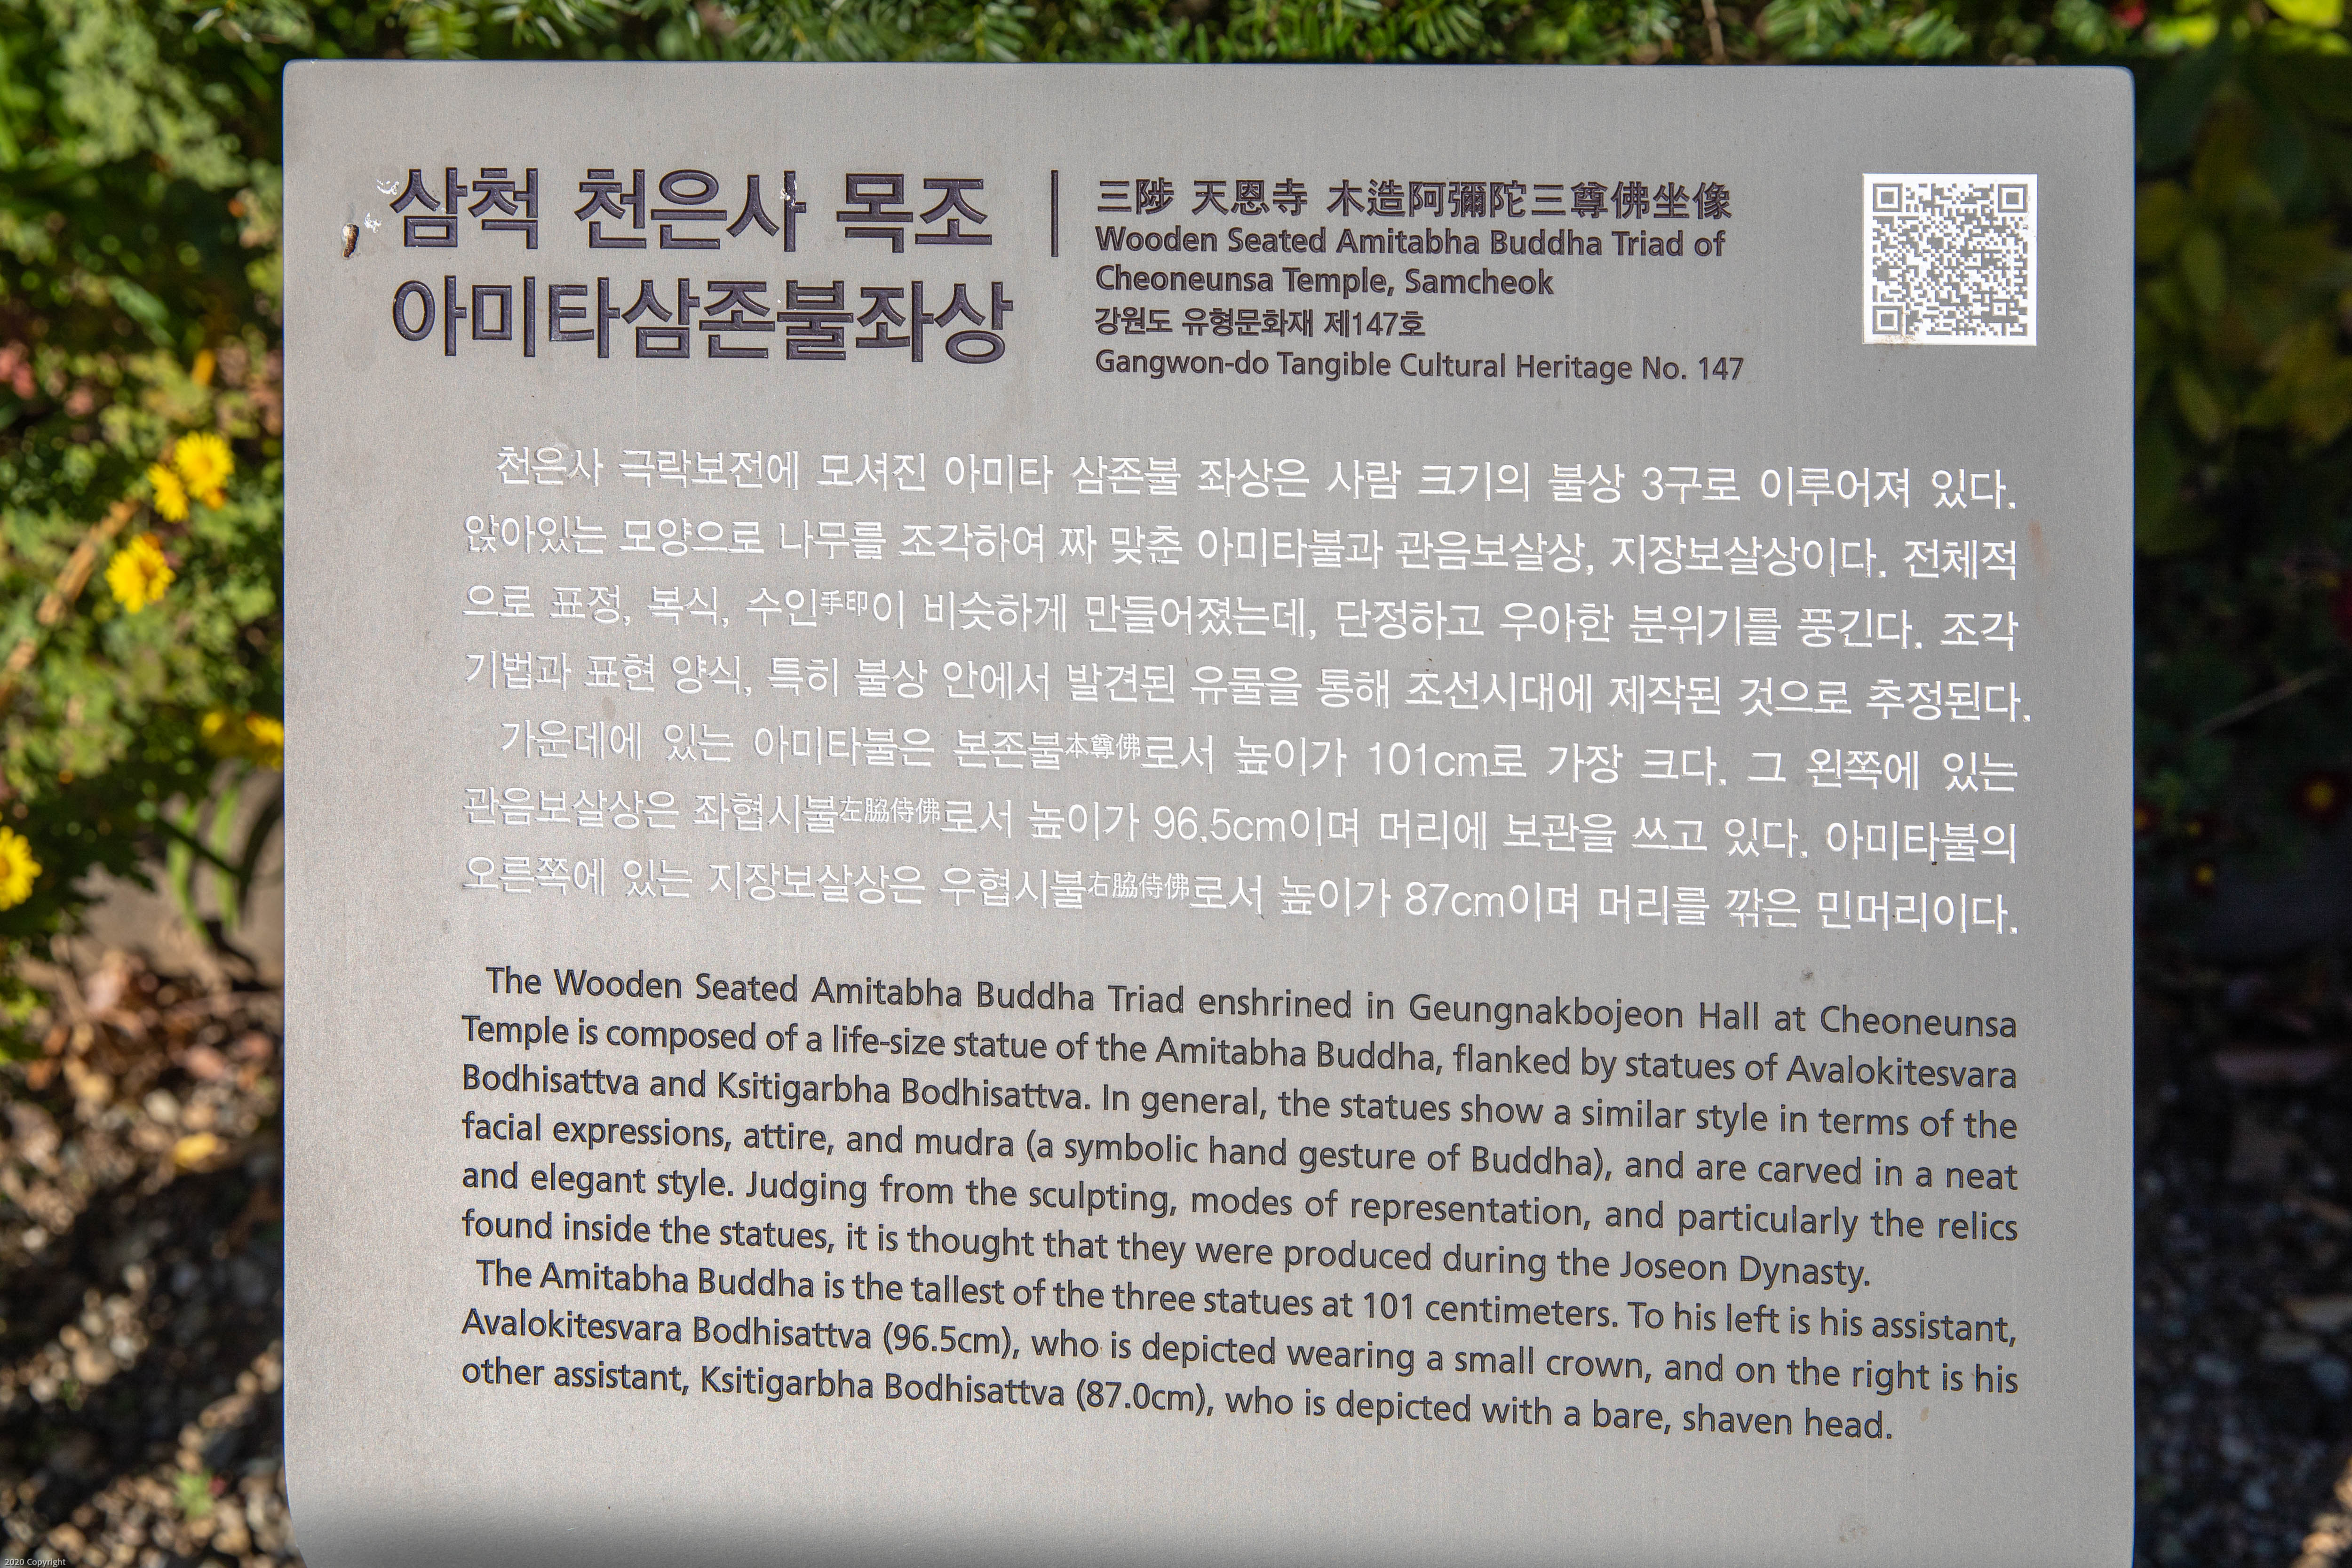 삼척 천은사 목조
아미타삼존불좌상
三陟 天恩寺 木造阿彌陀三尊佛坐像
Wooden Seated Amitabha Buddha Triad of
Cheoneunsa Temple, Samcheok
강원도 유형문화재 제147호
Gangwon-do Tangible Cultural Heritage No. 147
천은사 극락보전에 모셔진 아미타 삼존불 좌상은 사람 크기의 불상 3구로 이루어져 있다.
앉아있는 모양으로 나무를 조각하여 짜 맞춘 아미타불과 관음보살상, 지장보살상이다. 전체적
으로 표정, 복식, 수인手印이 비슷하게 만들어졌는데, 단정하고 우아한 분위기를 풍긴다. 조각
기법과 표현 양식, 특히 불상 안에서 발견된 유물을 통해 조선시대에 제작된 것으로 추정된다.
가운데에 있는 아미타불은 본존불本尊佛로서 높이가 101cm로 가장 크다. 그 왼쪽에 있는
관음보살상은 좌협시불左脇侍佛로서 높이가 96.5cm이며 머리에 보관을 쓰고 있다. 아미타불의
오른쪽에 있는 지장보살상은 우협시불右脇侍佛로서 높이가 87cm이며 머리를 깎은 민머리이다.
The Wooden Seated Amitabha Buddha Triad enshrined in Geungnakbojeon Hall at Cheoneunsa
Temple is composed of a life-size statue of the Amitabha Buddha, flanked by statues of Avalokitesvara
Bodhisattva and Ksitigarbha Bodhisattva. In general, the statues show a similar style in terms of the
facial expressions, attire, and mudra (a symbolic hand gesture of Buddha), and are carved in a neat
and elegant style. Judging from the sculpting, modes of representation, and particularly the relics
found inside the statues, it is thought that they were produced during the Joseon Dynasty.
The Amitabha Buddha is the tallest of the three statues at 101 centimeters. To his left is his assistant,
Avalokitesvara Bodhisattva (96.5cm), who is depicted wearing a small crown, and on the right is his
other assistant, Ksitigarbha Bodhisattva (87.0cm), who is depicted with a bare, shaven head.
2020 Copyright